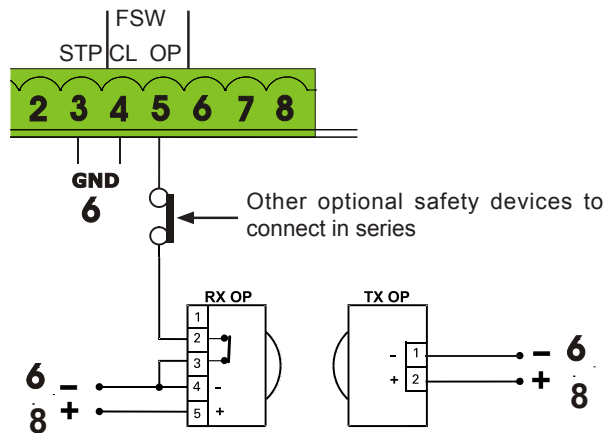 FSW
STP CL OP
2 3 4 5 6 7 8
GND
6
Other optional safety devices to
connect in series
RX OP
TX OP
1
2
3
4 -
5 +
6 -
8 +
- 1
+ 2
- 6
+ 8